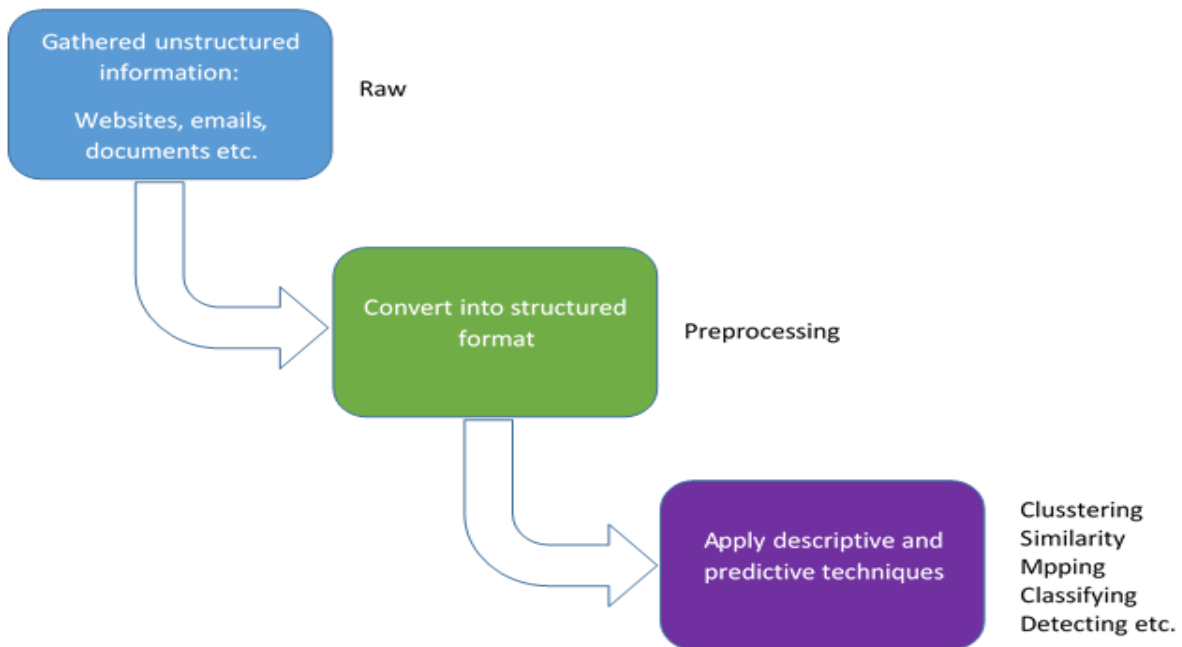 Gathered unstructured
information:
Websites, emails,
documents etc.
Raw
Convert into structured
format
Preprocessing
Apply descriptive and
predictive techniques
Clusstering
Similarity
Mpping
Classifying
Detecting etc.